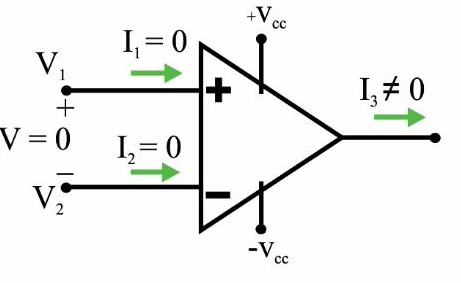 +Vcc
I1 = 0
V1
+
+
I3 ≠ 0
V = 0
I2 = 0
−
−
V2
-Vcc